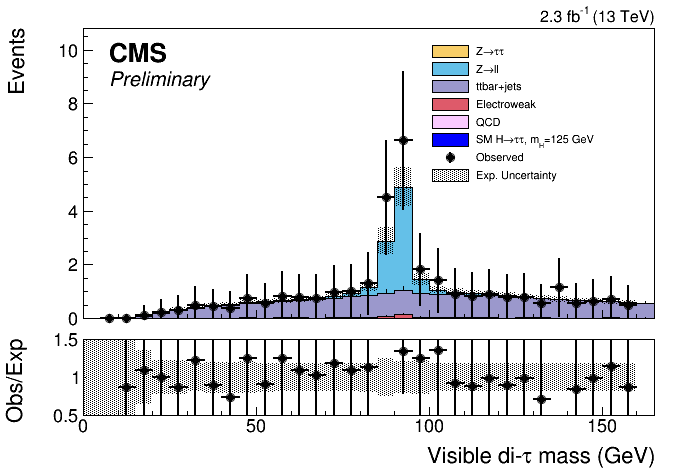 2.3 fb⁻¹ (13 TeV)
Events
10
8
6
4
2
0
CMS
Preliminary
Z→ττ
Z→ll
ttbar+jets
Electroweak
QCD
SM H→ττ, m_H=125 GeV
Observed
Exp. Uncertainty
Obs/Exp
1.5
1
0.5
0 50 100 150
Visible di-τ mass (GeV)